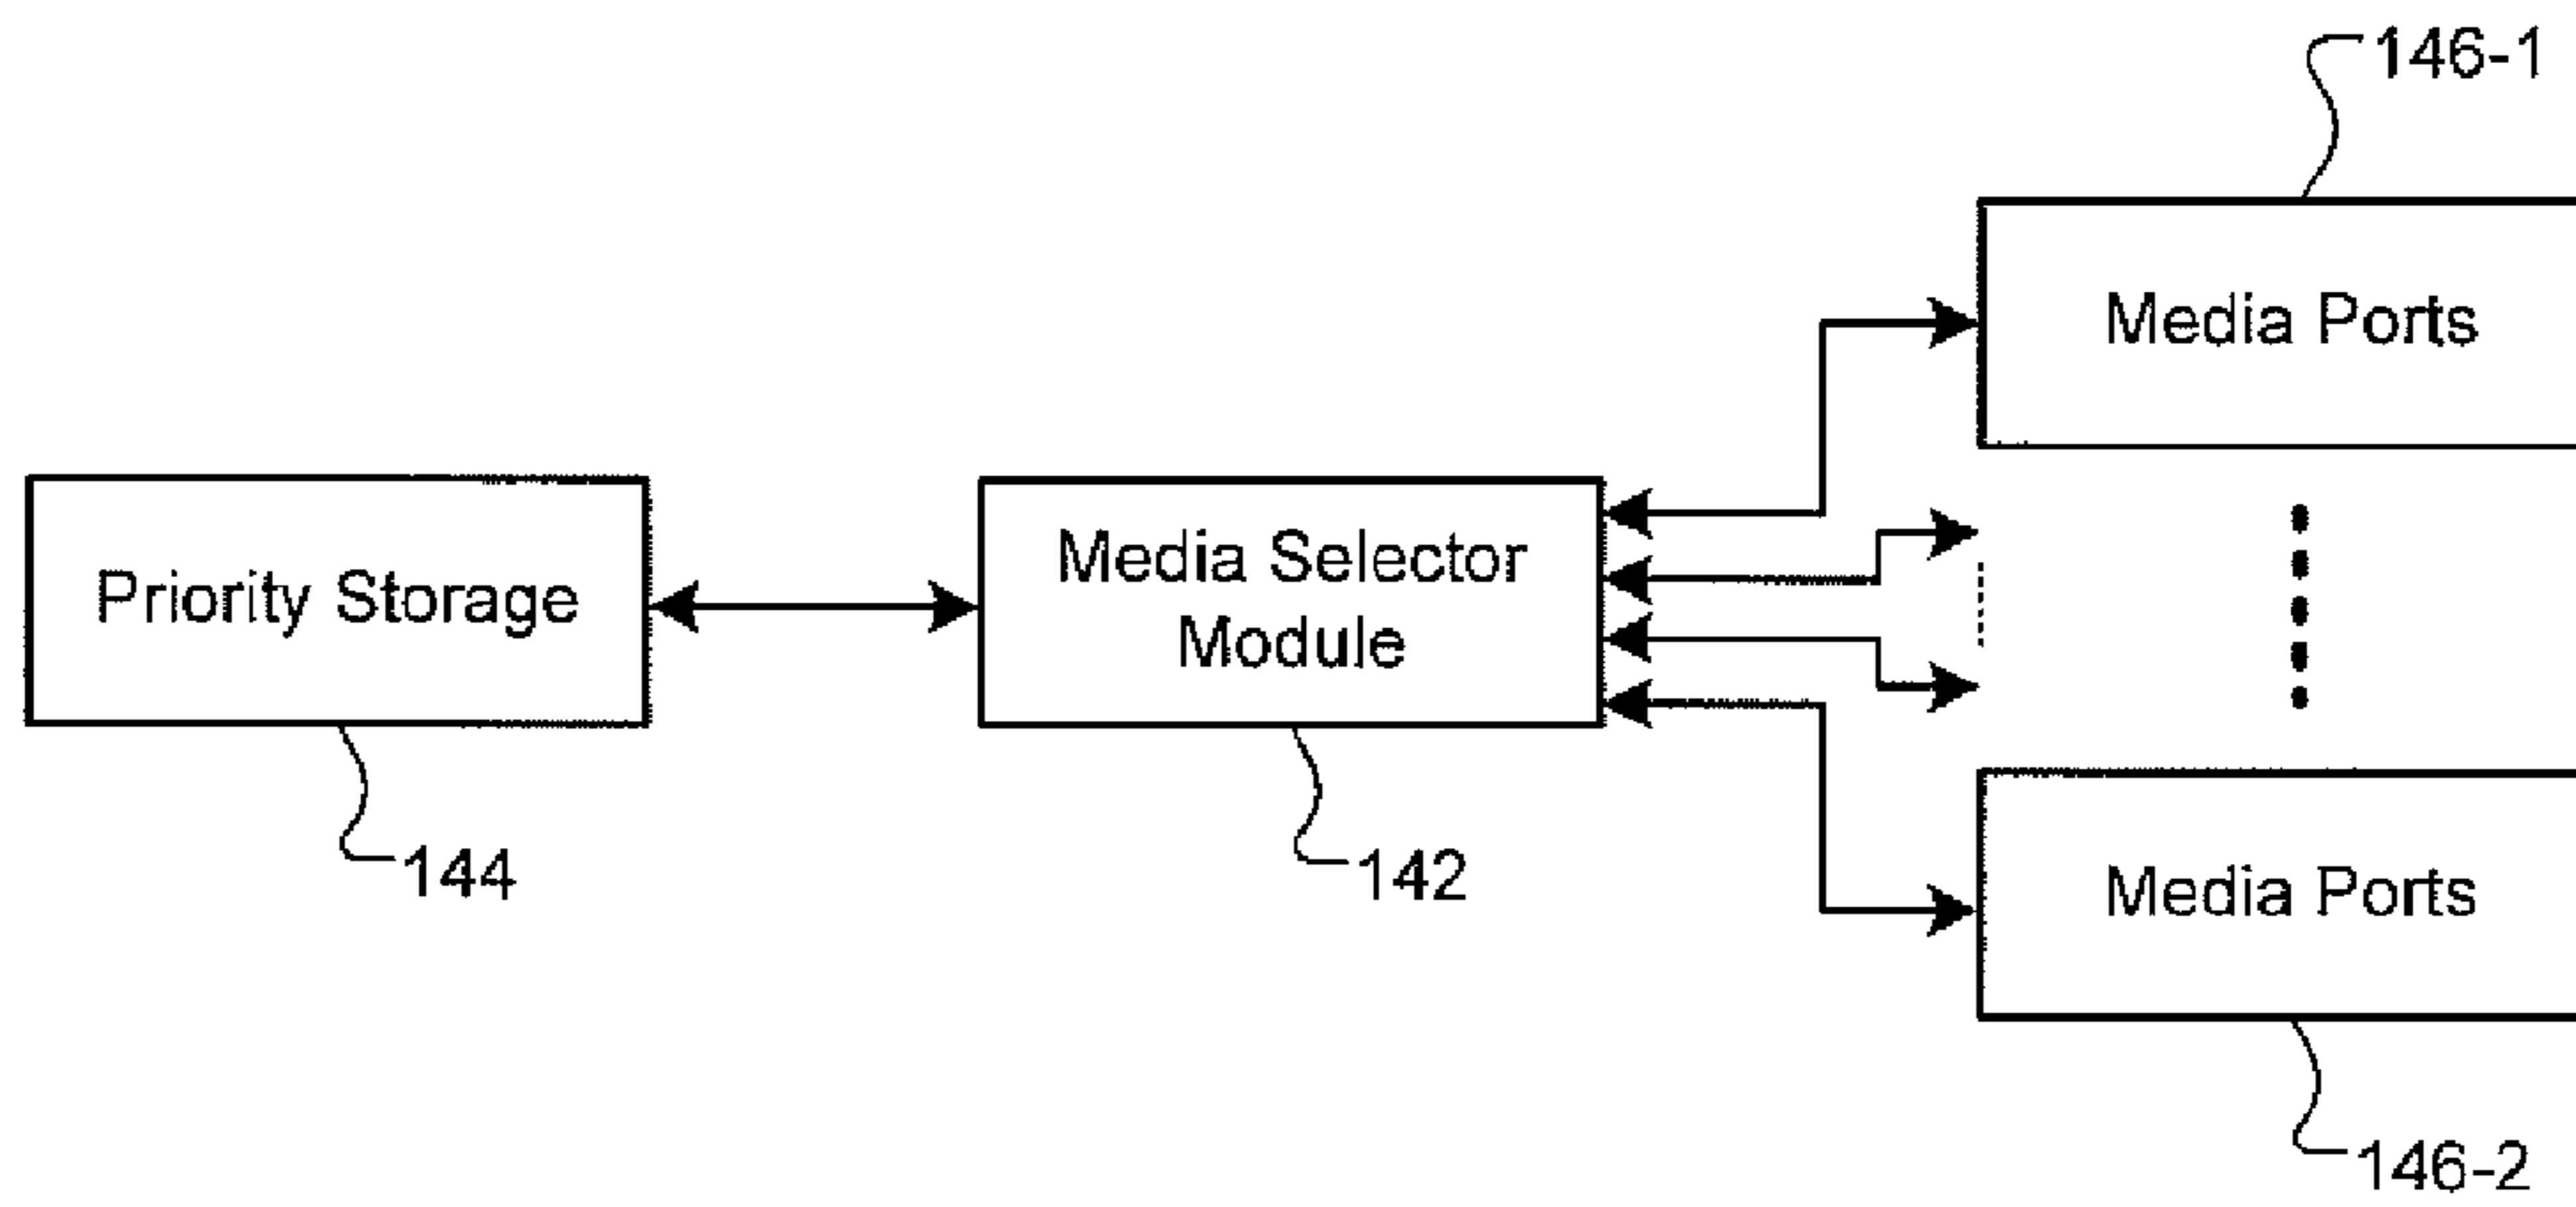 146-1
Media Ports
Priority Storage
Media Selector
Module
144
142
Media Ports
146-2